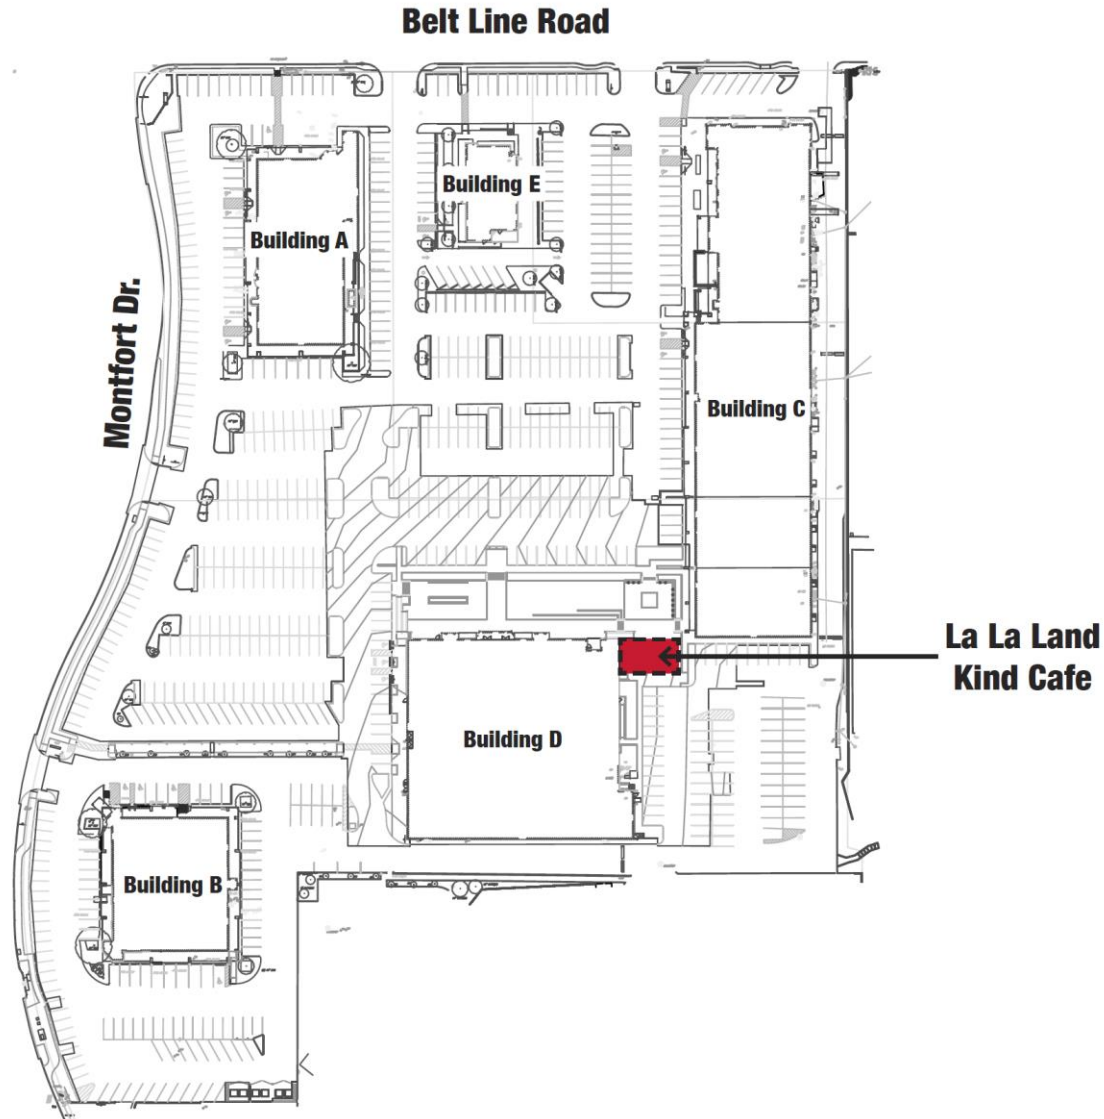 Belt Line Road
Building E
Building A
Montfort Dr.
Building C
La La Land
Kind Cafe
Building D
Building B